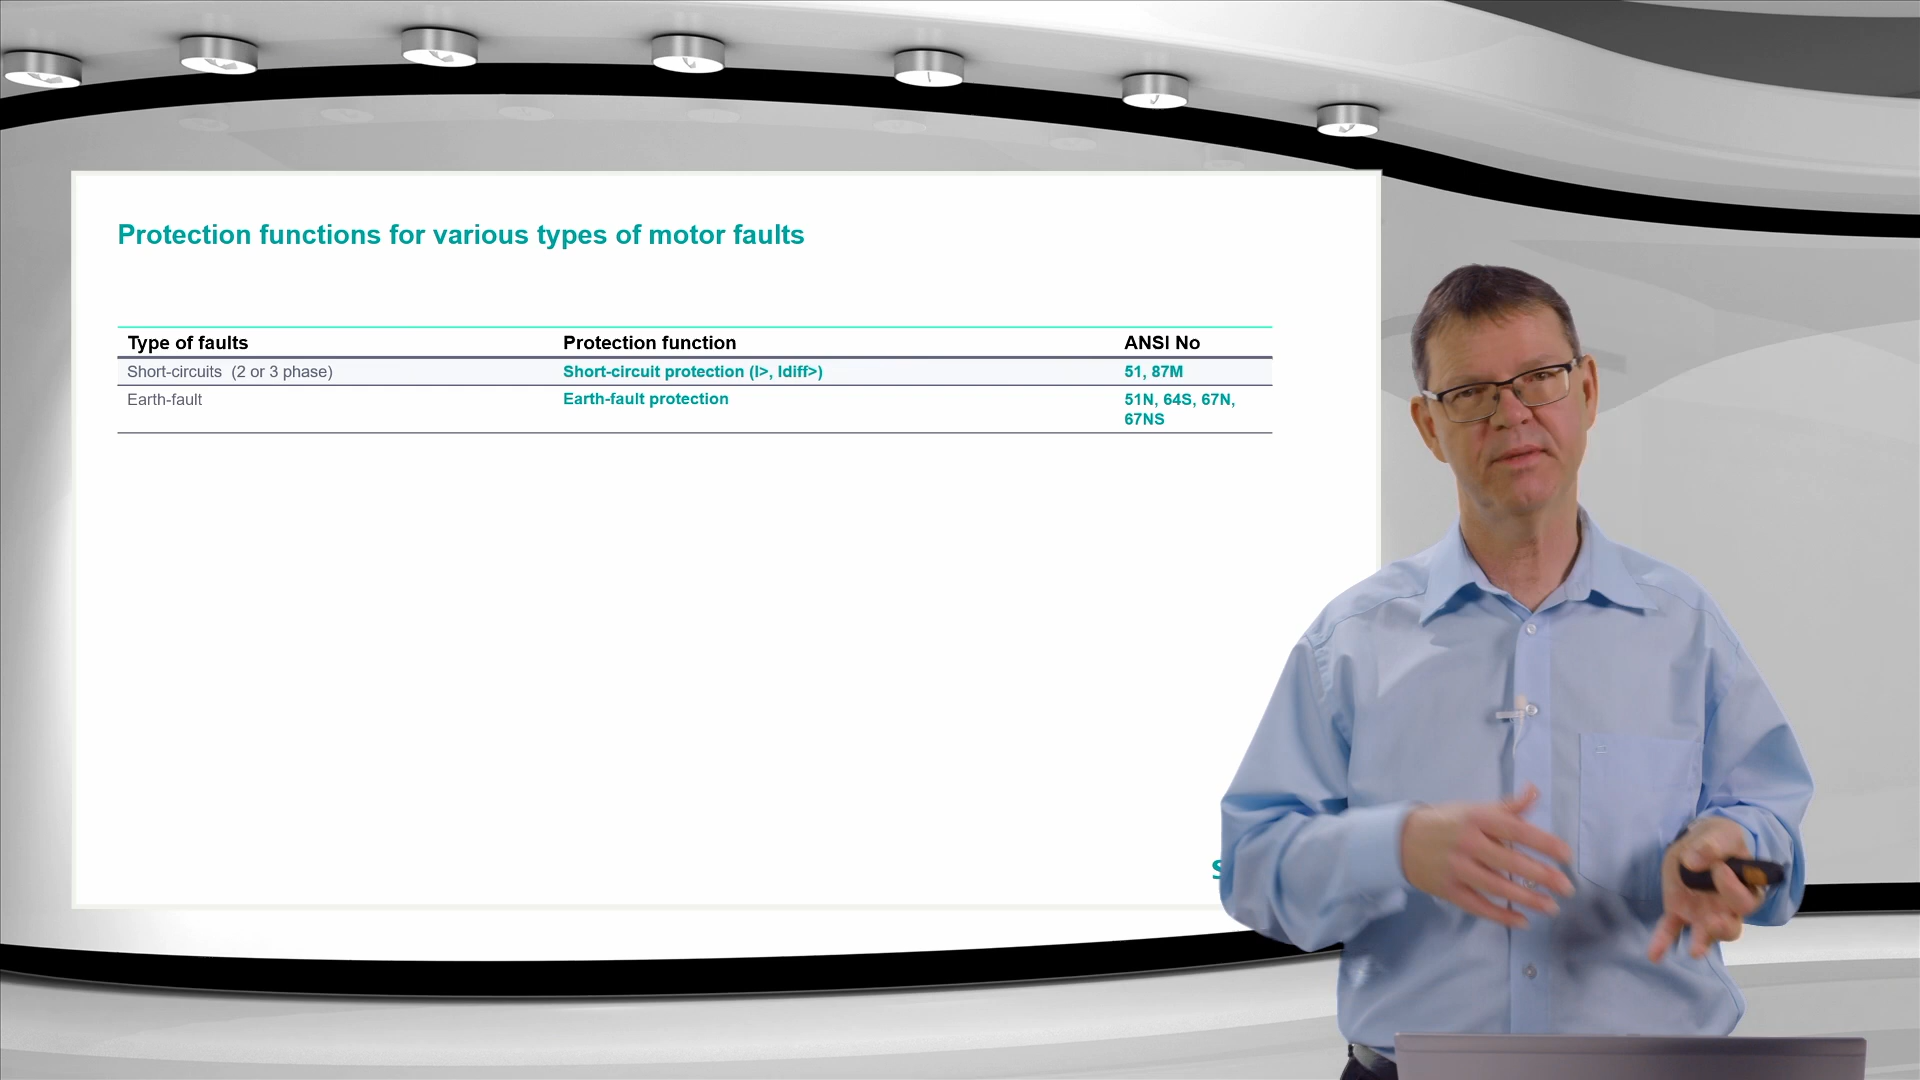 Protection functions for various types of motor faults
Type of faults Protection function ANSI No
Short-circuits (2 or 3 phase) Short-circuit protection (I>, Idiff>) 51, 87M
Earth-fault Earth-fault protection 51N, 64S, 67N,
67NS